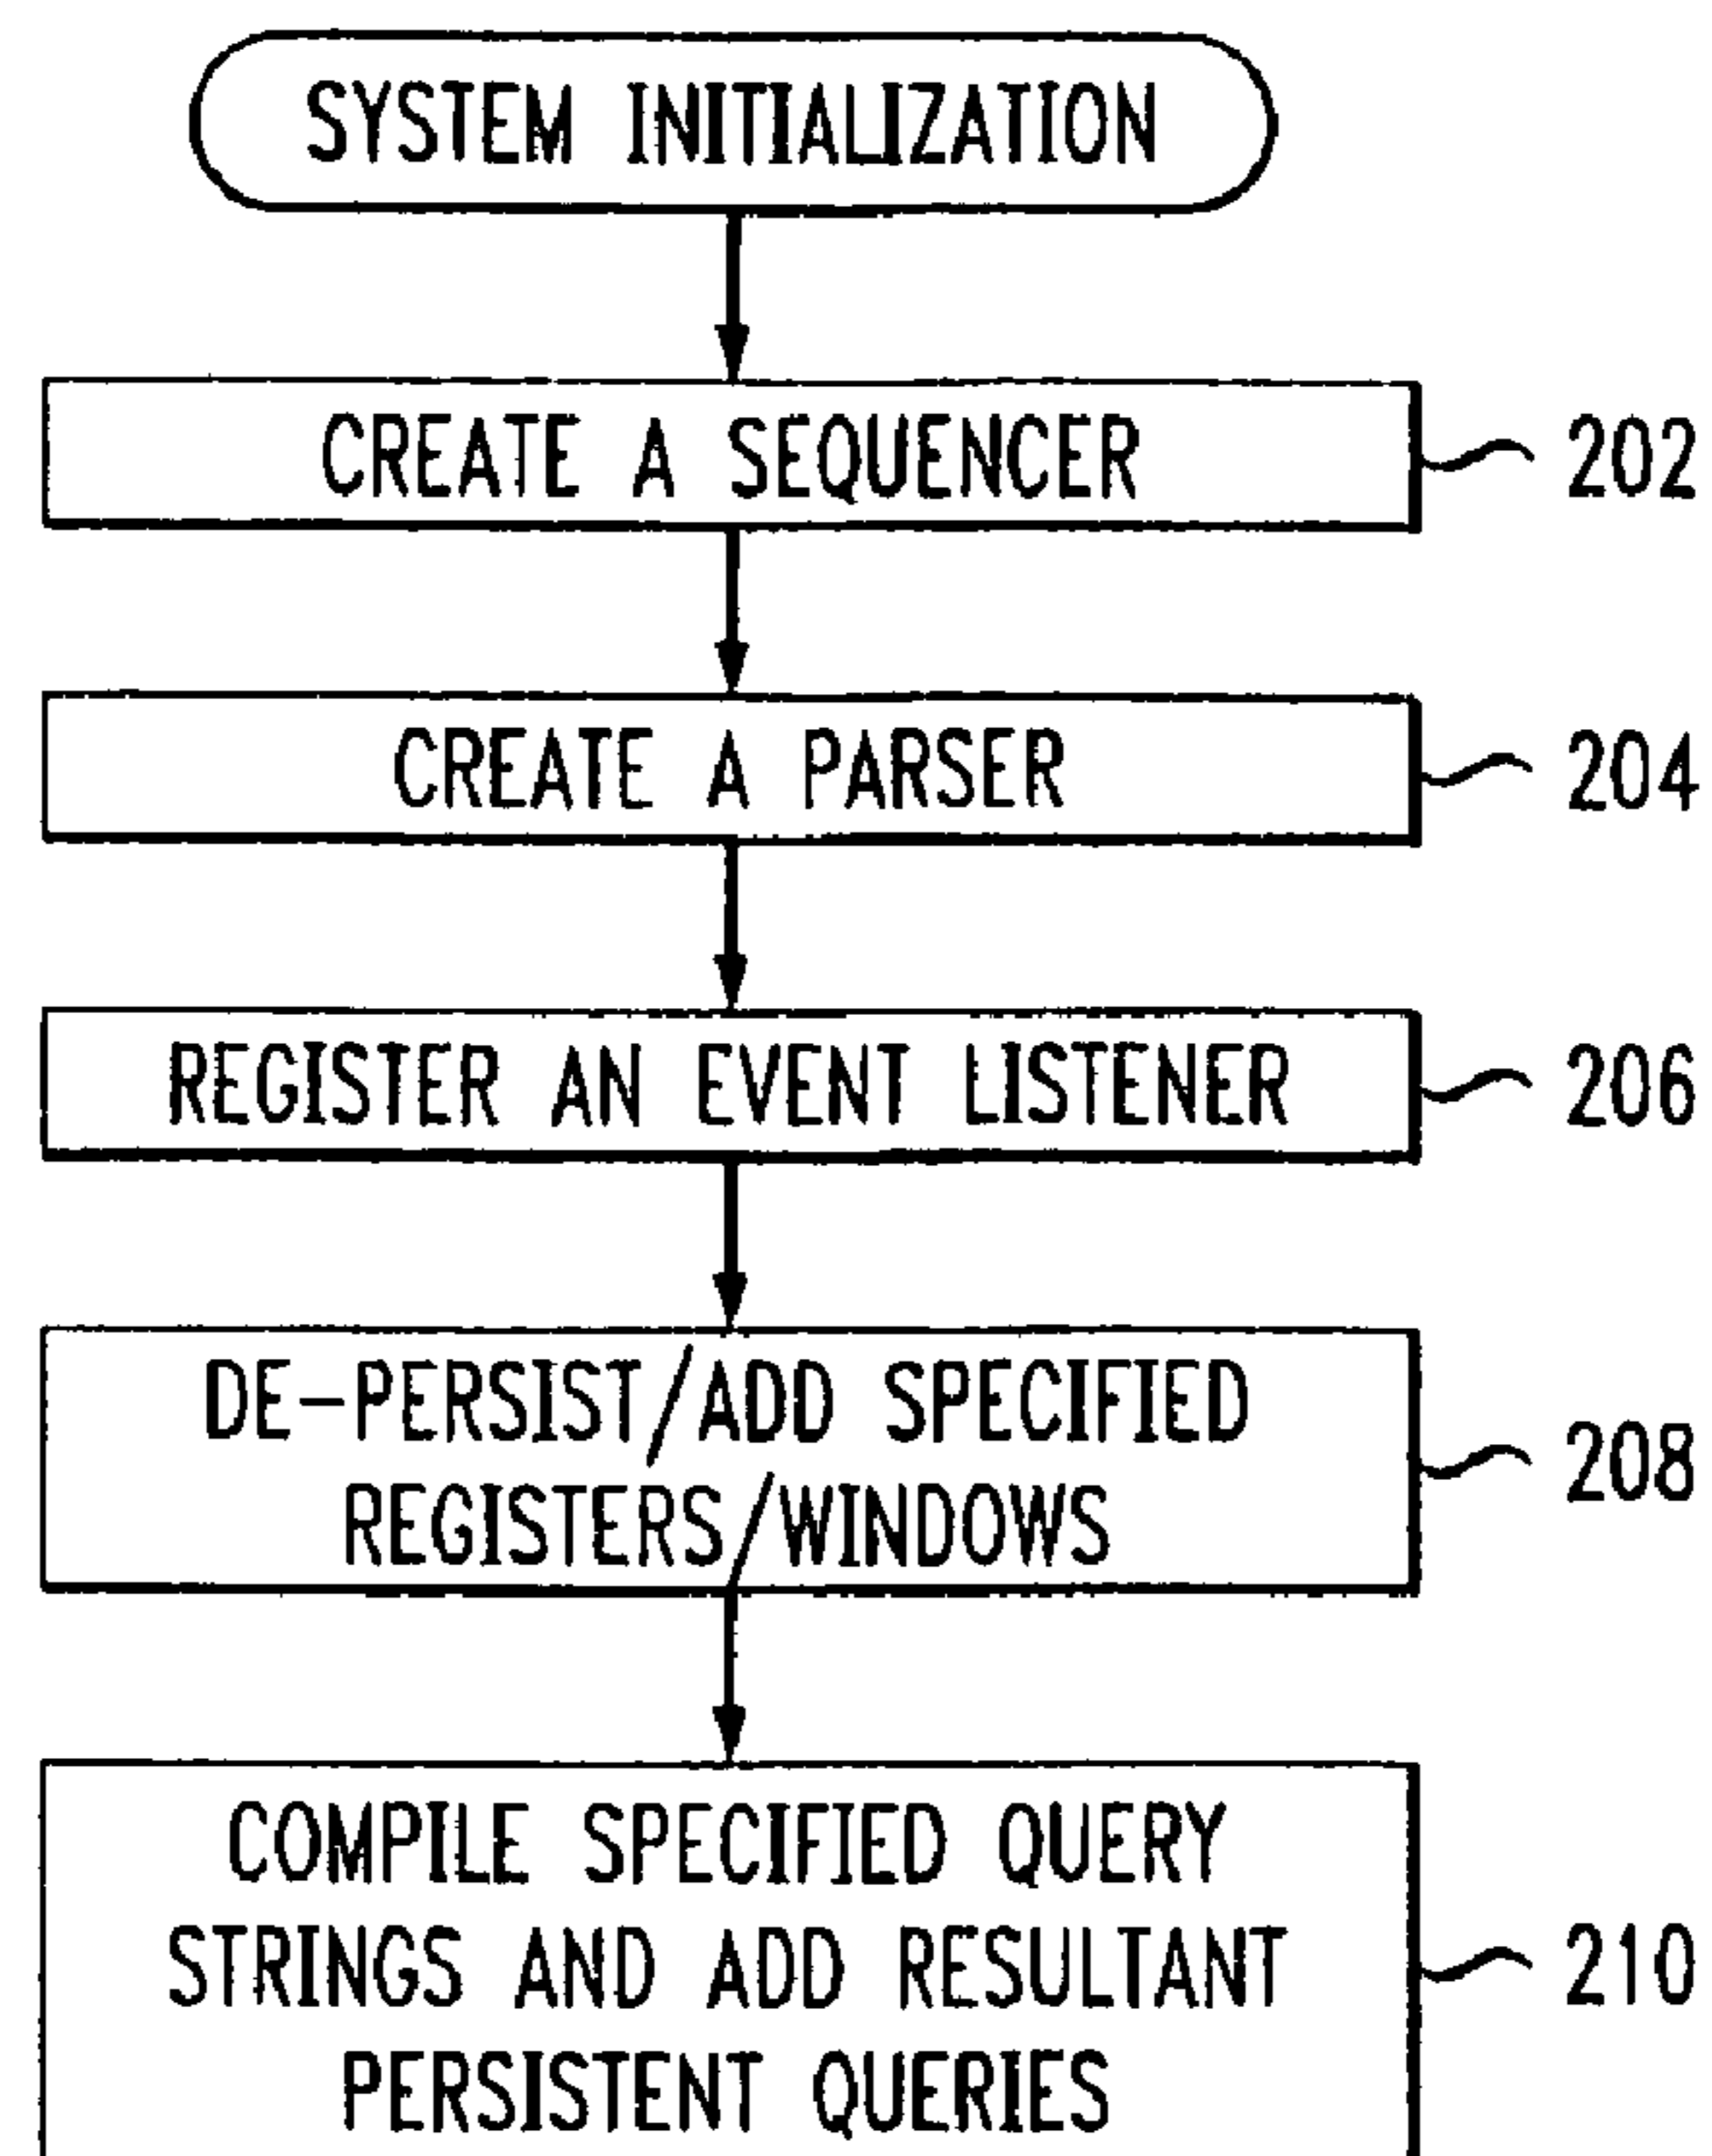 SYSTEM INITIALIZATION
CREATE A SEQUENCER
202
CREATE A PARSER
204
REGISTER AN EVENT LISTENER
206
DE-PERSIST/ADD SPECIFIED
REGISTERS/WINDOWS
208
COMPILE SPECIFIED QUERY
STRINGS AND ADD RESULTANT
PERSISTENT QUERIES
210